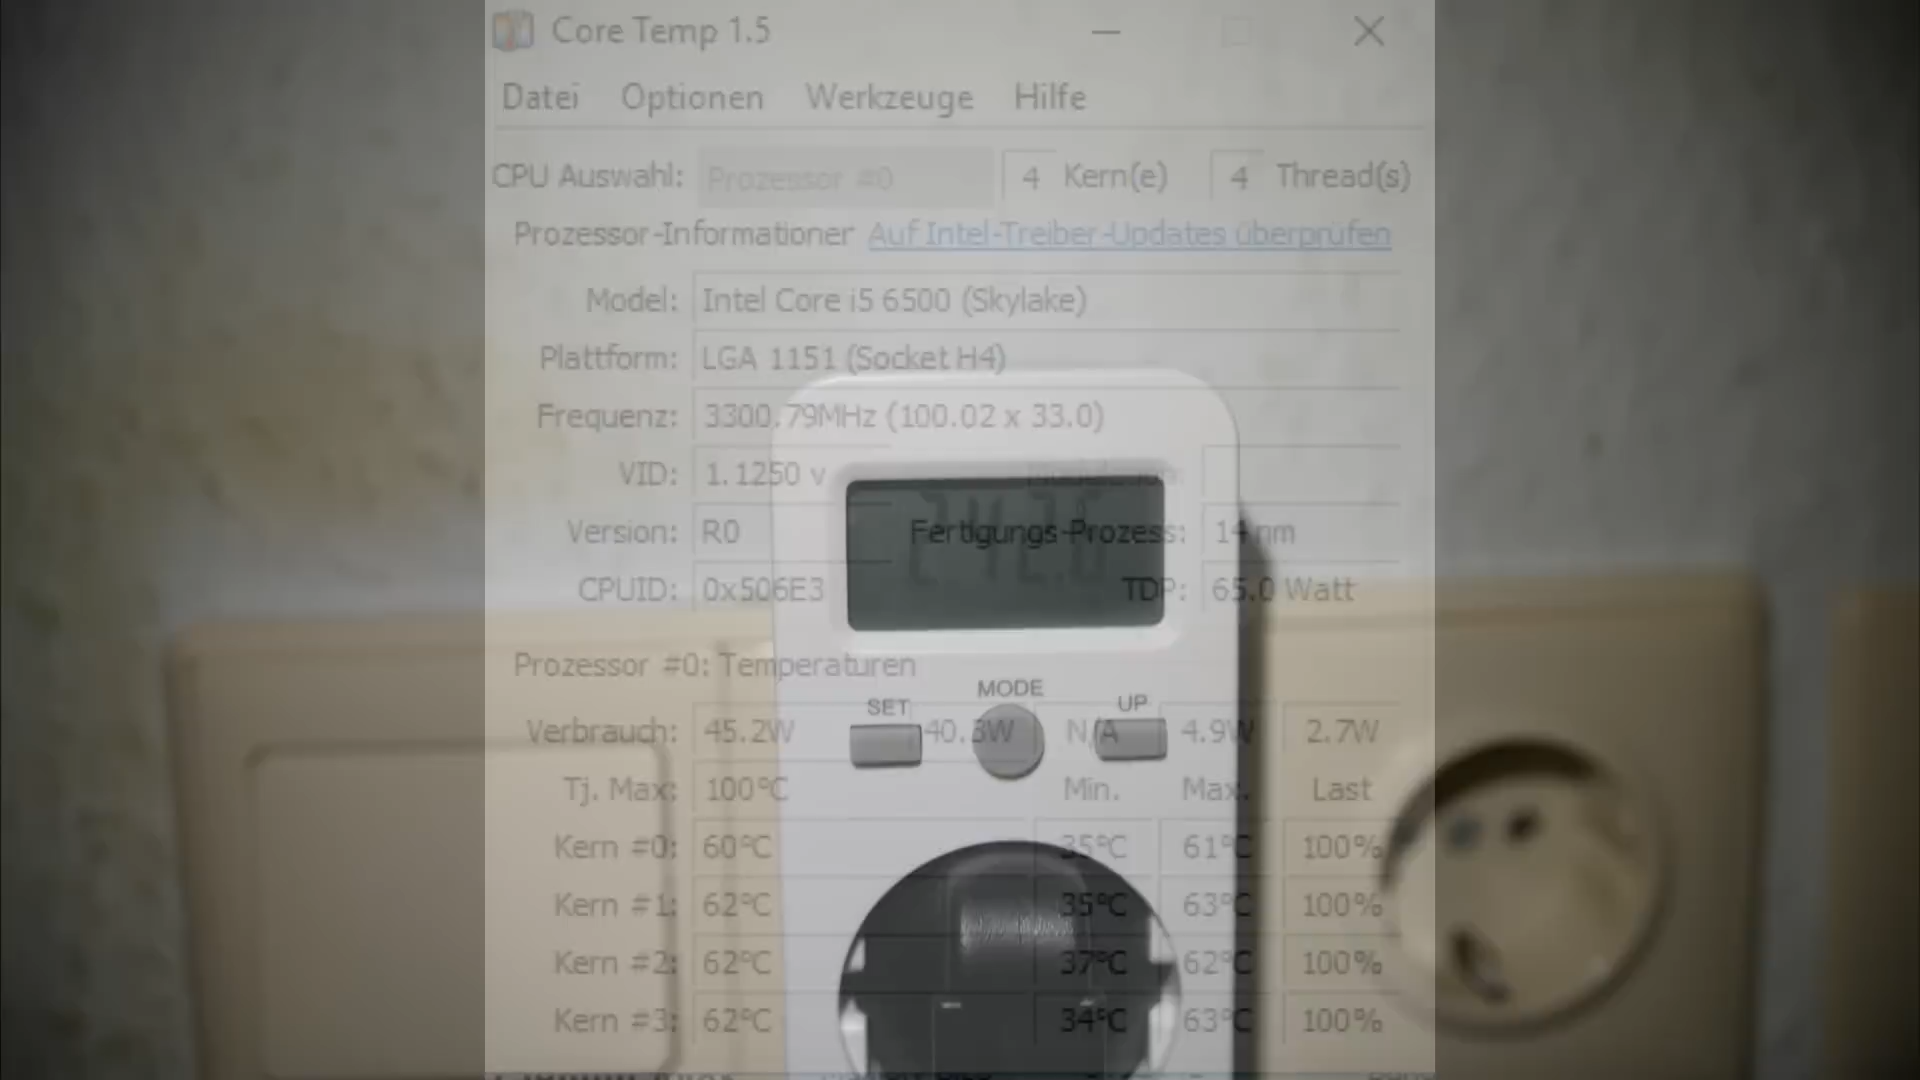 Core Temp 1.5
Datei Optionen Werkzeuge Hilfe
CPU Auswahl: Prozessor #0 4 Kern(e) 4 Thread(s)
Prozessor-Informationer Auf Intel-Treiber-Updates überprüfen
Model: Intel Core i5 6500 (Skylake)
Plattform: LGA 1151 (Socket H4)
Frequenz: 3300.79MHz (100.02 x 33.0)
VID: 1.1250 v
242.6
Version: R0 Fertigungs-Prozess: 14 nm
CPUID: 0x506E3 TDP: 65.0 Watt
Prozessor #0: Temperaturen
SET MODE UP
Verbrauch: 45.2W 40.3W N/A 4.9W 2.7W
Tj. Max: 100°C Min. Max. Last
Kern #0: 60°C 35°C 61°C 100%
Kern #1: 62°C 35°C 63°C 100%
Kern #2: 62°C 37°C 62°C 100%
Kern #3: 62°C 34°C 63°C 100%